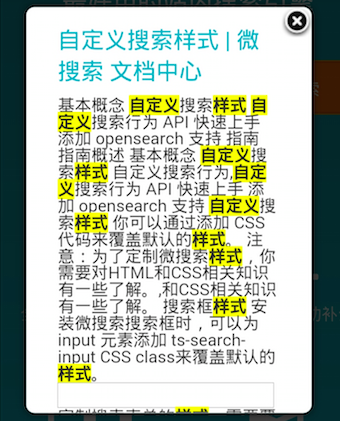 自定义搜索样式 | 微
搜索 文档中心
基本概念 自定义搜索样式 自
定义搜索行为 API 快速上手
添加 opensearch 支持 指南
指南概述 基本概念 自定义搜
索样式 自定义搜索行为,自定
义搜索行为 API 快速上手 添
加 opensearch 支持 自定义搜
索样式 你可以通过添加 CSS
代码来覆盖默认的样式。 注
意：为了定制微搜索样式，你
需要对HTML和CSS相关知识
有一些了解。,和CSS相关知识
有一些了解。 搜索框样式 安
装微搜索搜索框时，可以为
input 元素添加 ts-search-
input CSS class来覆盖默认的
样式。